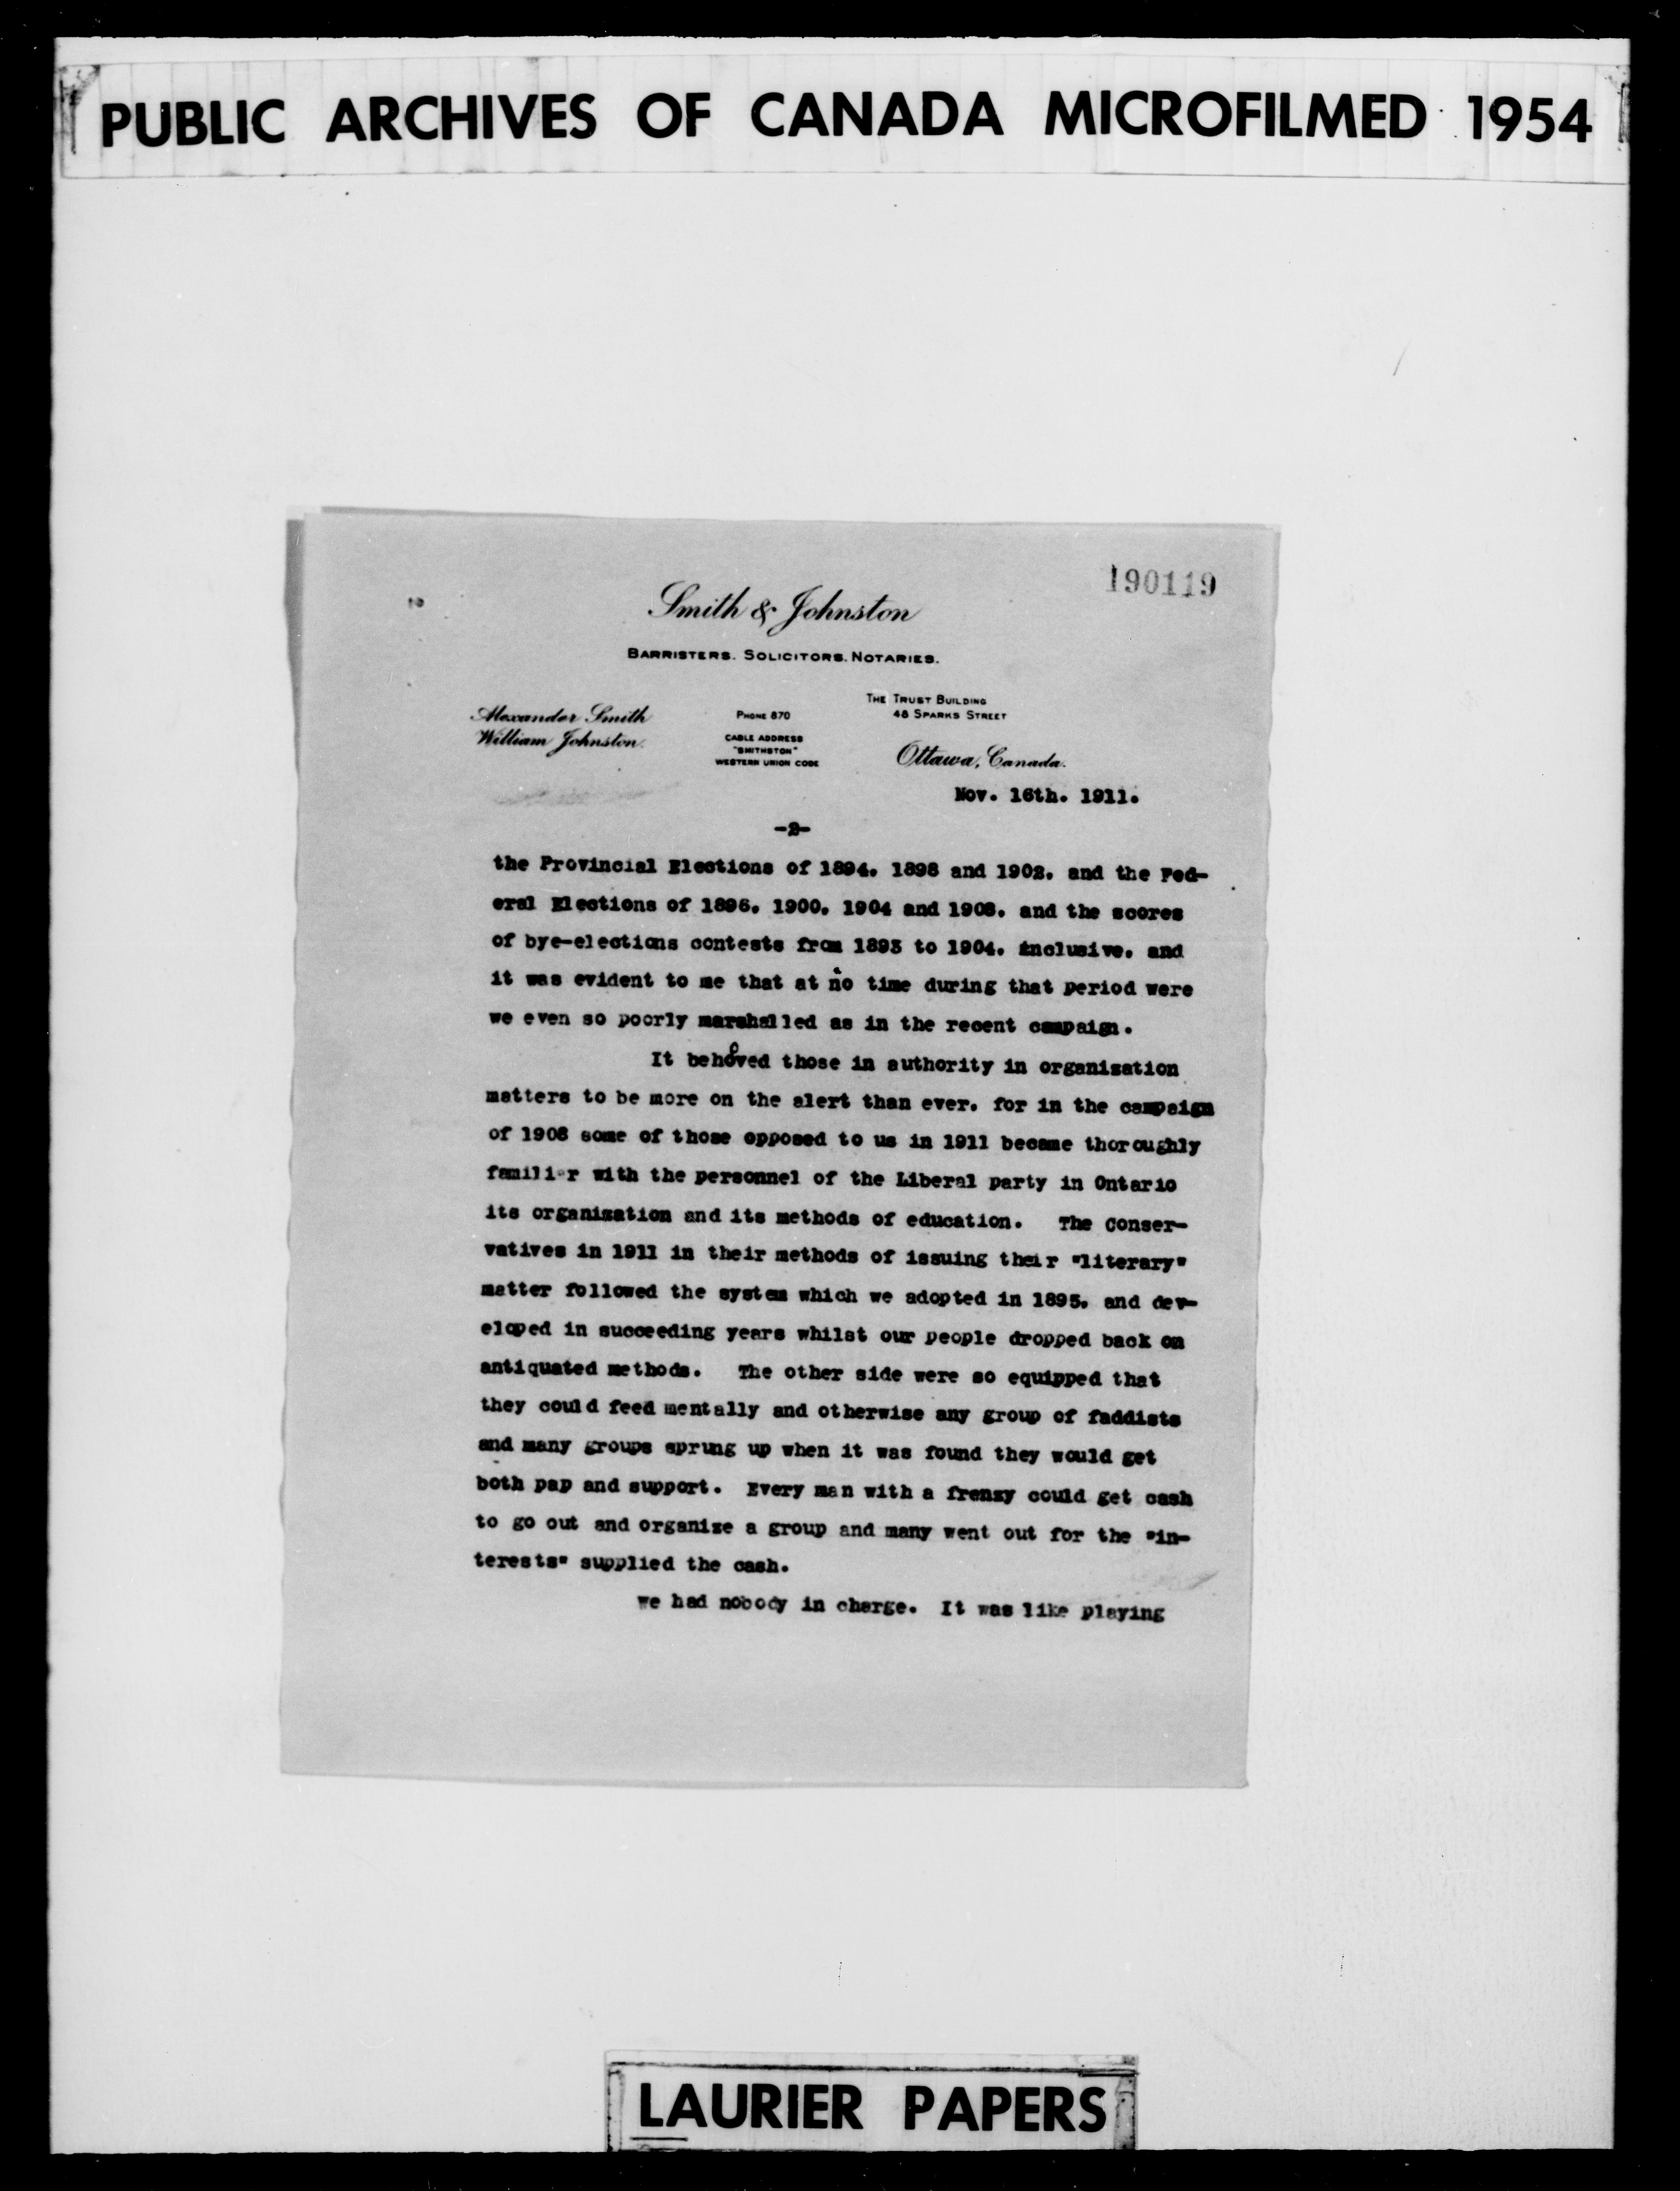 PUBLIC ARCHIVES OF CANADA MICROFILMED 1954
190119
Smith & Johnston
BARRISTERS. SOLICITORS. NOTARIES.
Alexander Smith
William Johnston.
PHONE 870
CABLE ADDRESS
"SMITHSTON"
WESTERN UNION CODE
THE TRUST BUILDING
48 SPARKS STREET
Ottawa, Canada.
Nov. 16th. 1911.
-2-
the Provincial Elections of 1894. 1898 and 1902. and the Fed-
eral Elections of 1896. 1900. 1904 and 1908. and the scores
of bye-elections contests from 1893 to 1904. inclusive. and
it was evident to me that at no time during that period were
we even so poorly marshalled as in the recent campaign.
It behoved those in authority in organization
matters to be more on the alert than ever. for in the campaign
of 1908 some of those opposed to us in 1911 became thoroughly
familiar with the personnel of the Liberal party in Ontario
its organization and its methods of education. The Conser-
vatives in 1911 in their methods of issuing their "literary"
matter followed the system which we adopted in 1895. and dev-
eloped in succeeding years whilst our people dropped back on
antiquated methods. The other side were so equipped that
they could feed mentally and otherwise any group of faddists
and many groups sprung up when it was found they would get
both pap and support. Every man with a frenzy could get cash
to go out and organize a group and many went out for the "in-
terests" supplied the cash.
We had nobody in charge. It was like playing
LAURIER PAPERS